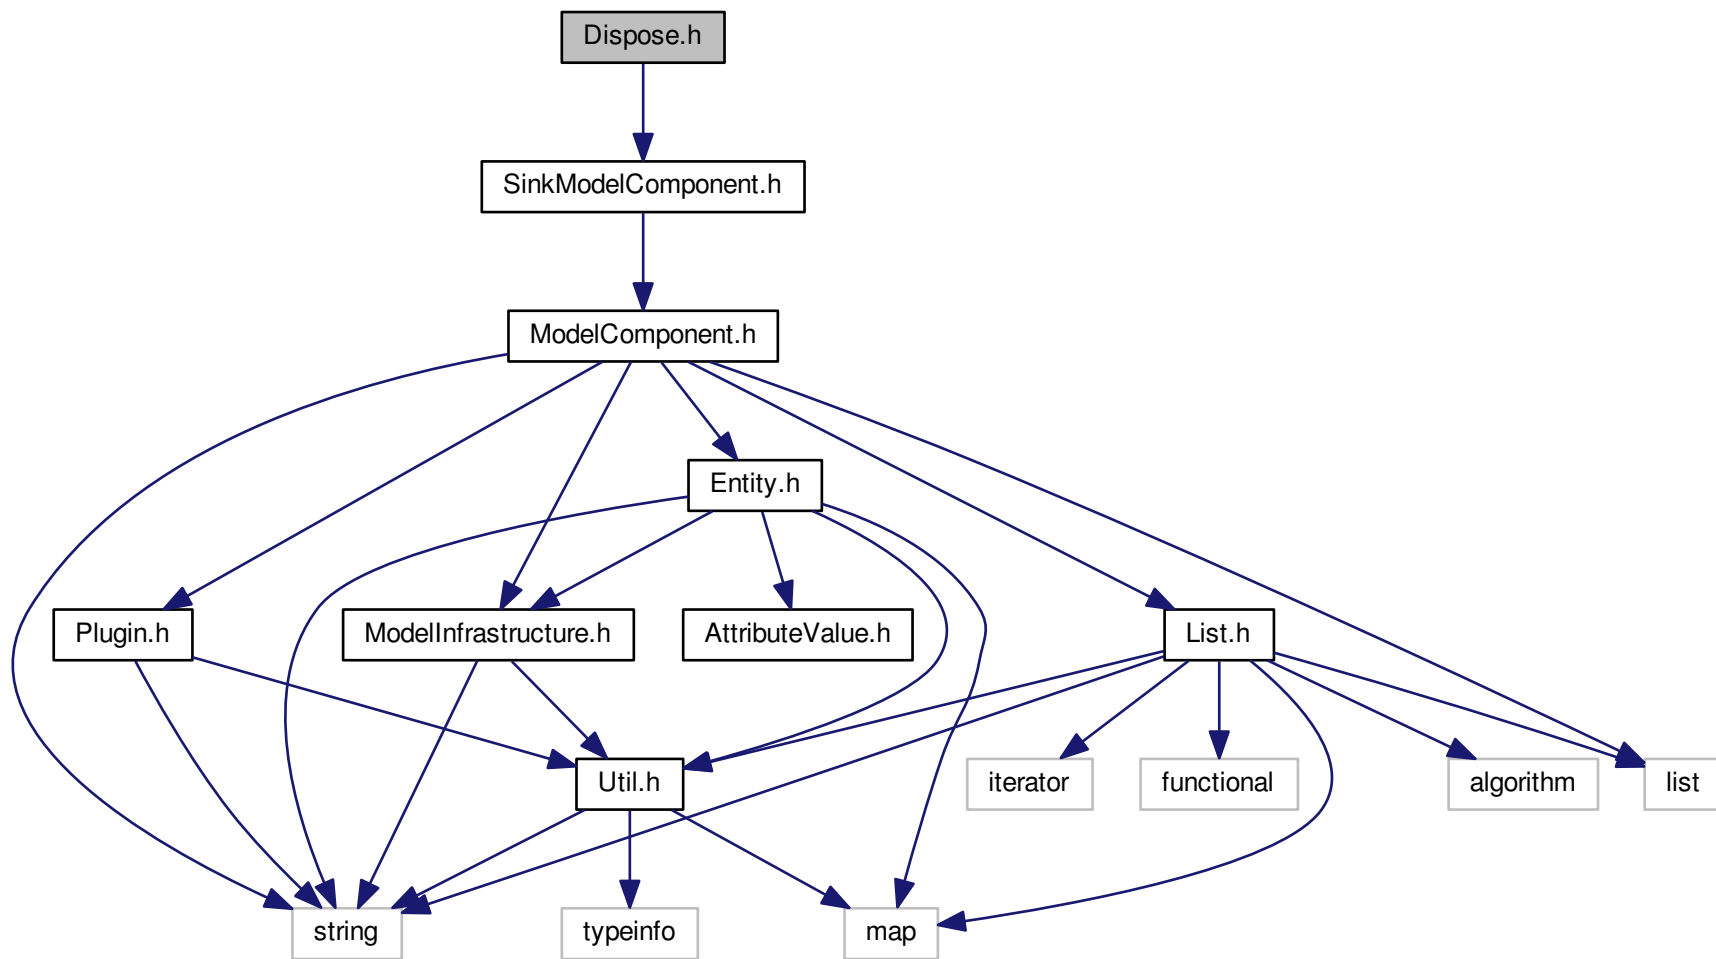 Dispose.h
SinkModelComponent.h
ModelComponent.h
Entity.h
Plugin.h
ModelInfrastructure.h
AttributeValue.h
List.h
Util.h
iterator
functional
algorithm
list
string
typeinfo
map